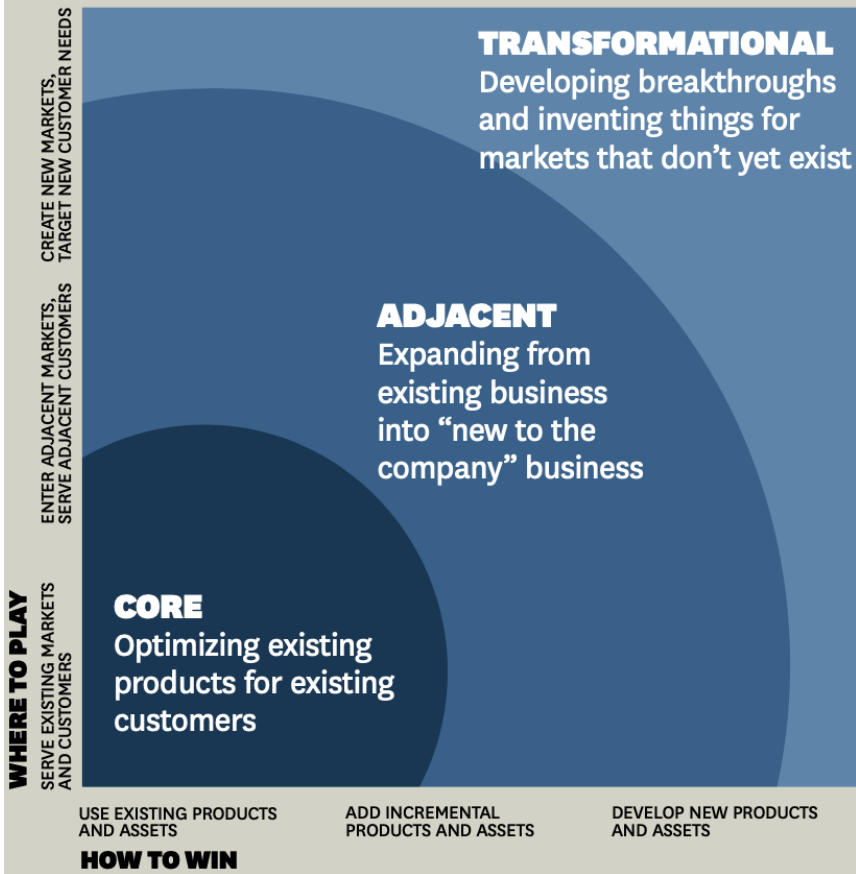 TRANSFORMATIONAL
Developing breakthroughs
and inventing things for
markets that don’t yet exist
ADJACENT
Expanding from
existing business
into “new to the
company” business
CORE
Optimizing existing
products for existing
customers
WHERE TO PLAY
CREATE NEW MARKETS,
TARGET NEW CUSTOMER NEEDS
ENTER ADJACENT MARKETS,
SERVE ADJACENT CUSTOMERS
SERVE EXISTING MARKETS
AND CUSTOMERS
USE EXISTING PRODUCTS
AND ASSETS
ADD INCREMENTAL
PRODUCTS AND ASSETS
DEVELOP NEW PRODUCTS
AND ASSETS
HOW TO WIN